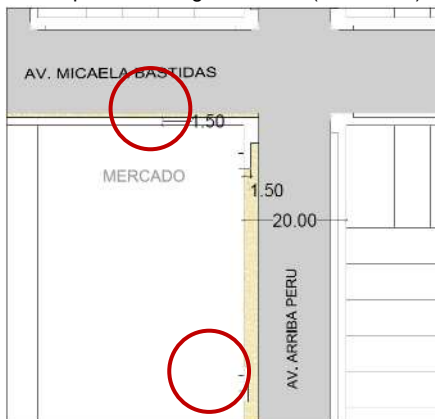 AV. MICAELA BASTIDAS
1.50
MERCADO
1.50
20.00
AV. ARRIBA PERU